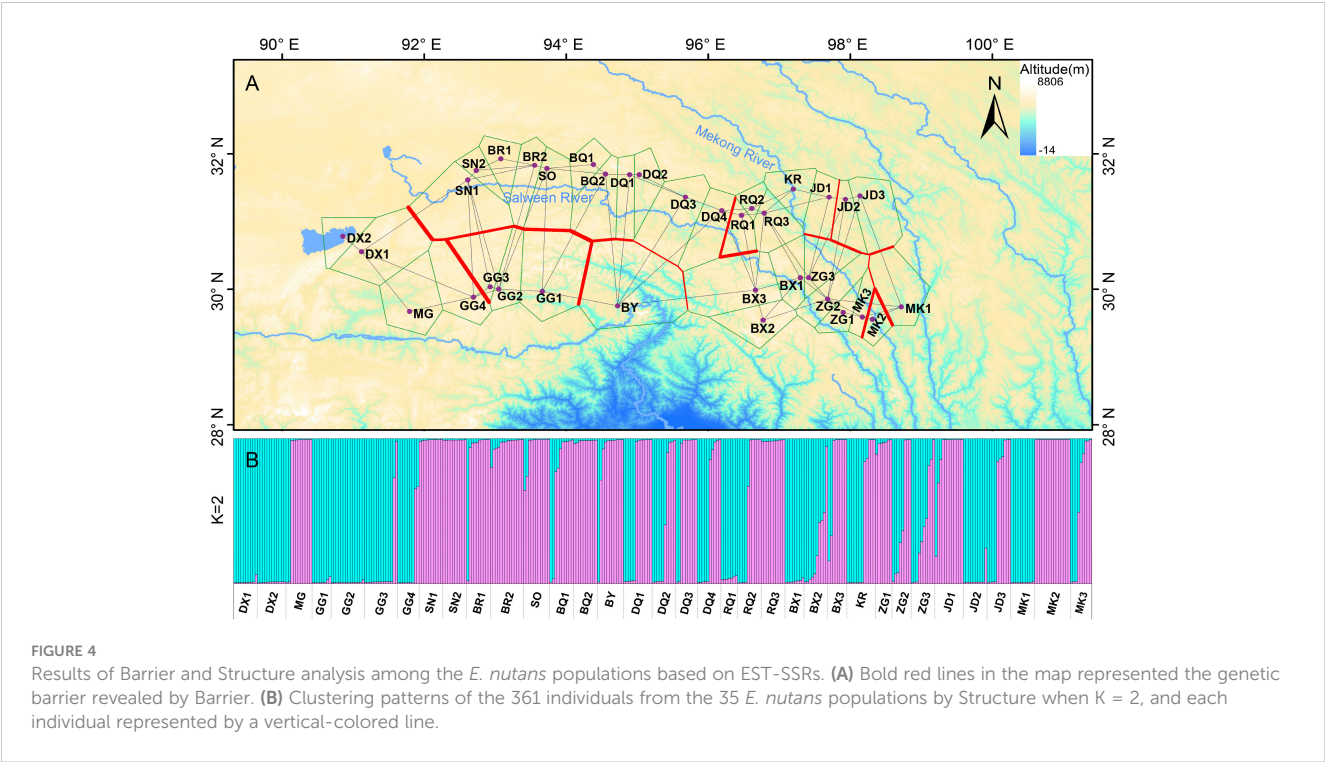 90° E 92° E 94° E 96° E 98° E 100° E
A
N
Altitude(m)
8806
-14
32° N
32° N
Mekong River
BR1
BR2
BQ1
SN2
SO
SN1
BQ2
DQ1
DQ2
Salween River
KR
JD1
JD3
JD2
DQ3
DQ4
RQ2
RQ1
RQ3
DX2
DX1
30° N
30° N
GG3
GG4
GG2
GG1
BY
MG
BX1
ZG3
BX3
BX2
ZG2
ZG1
MK3
MK2
MK1
28° N
28° N
B
K=2
DX1 DX2 MG GG1 GG2 GG3 GG4 SN1 SN2 BR1 BR2 SO BQ1 BQ2 BY DQ1 DQ2 DQ3 DQ4 RQ1 RQ2 RQ3 BX1 BX2 BX3 KR ZG1 ZG2 ZG3 JD1 JD2 JD3 MK1 MK2 MK3
FIGURE 4
Results of Barrier and Structure analysis among the E. nutans populations based on EST-SSRs. (A) Bold red lines in the map represented the genetic
barrier revealed by Barrier. (B) Clustering patterns of the 361 individuals from the 35 E. nutans populations by Structure when K = 2, and each
individual represented by a vertical-colored line.